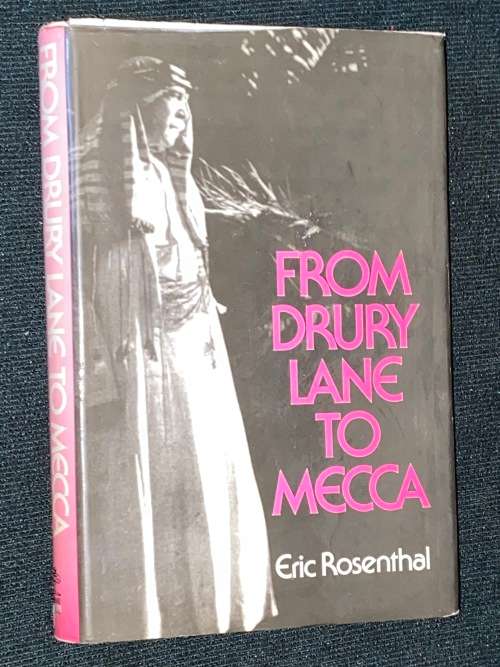 FROM DRURY LANE TO MECCA
FROM
DRURY
LANE
TO
MECCA
Eric Rosenthal